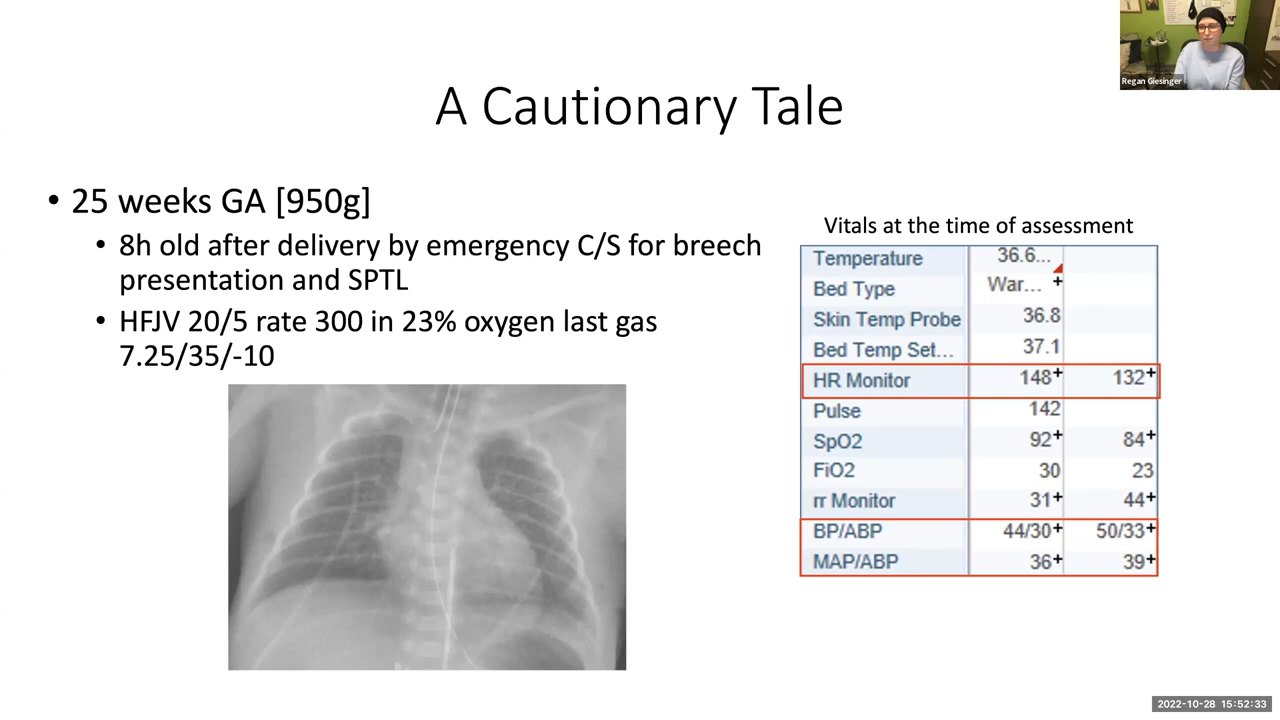 Regan Giesinger
A Cautionary Tale
• 25 weeks GA [950g]
• 8h old after delivery by emergency C/S for breech
presentation and SPTL
• HFJV 20/5 rate 300 in 23% oxygen last gas
7.25/35/-10
Vitals at the time of assessment
Temperature 36.6...
Bed Type War... +
Skin Temp Probe 36.8
Bed Temp Set... 37.1
HR Monitor 148+ 132+
Pulse 142
SpO2 92+ 84+
FiO2 30 23
rr Monitor 31+ 44+
BP/ABP 44/30+ 50/33+
MAP/ABP 36+ 39+
2022-10-28 15:52:33